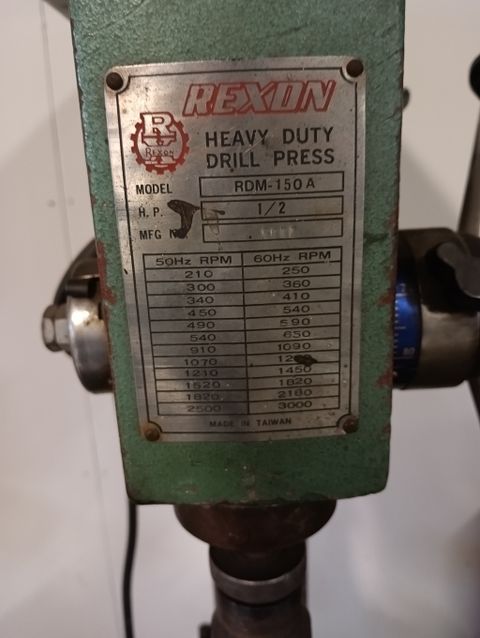 REXON
R
REXON
HEAVY DUTY
DRILL PRESS
MODEL RDM-150A
H.P. 1/2
MFG
50Hz RPM 60Hz RPM
210 250
300 360
340 410
450 540
490 590
540 650
910 1090
1070
1210 1450
1520 1820
1820 2180
2500 3000
MADE IN TAIWAN